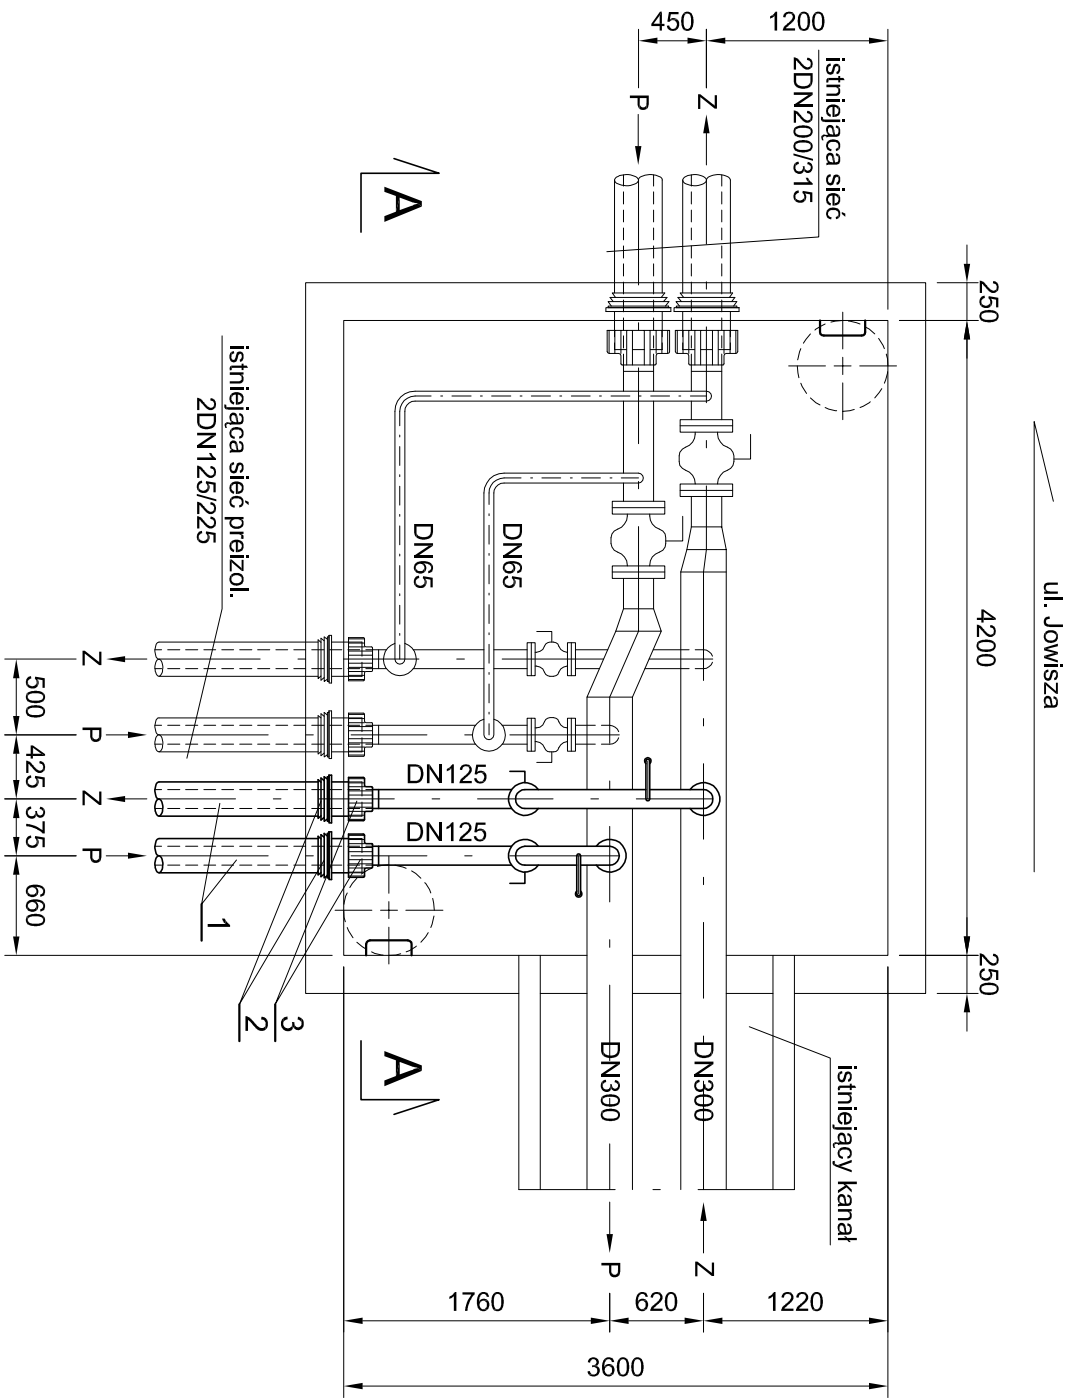 450
1200
istniejąca sieć
2DN200/315
P
Z
A
250
4200
250
ul. Jowisza
istniejąca sieć preizol.
2DN125/225
DN65
DN65
DN125
DN125
Z
P
Z
P
500
425
375
660
1
2
3
A
DN300
DN300
istniejący kanał
P
Z
1760
620
1220
3600